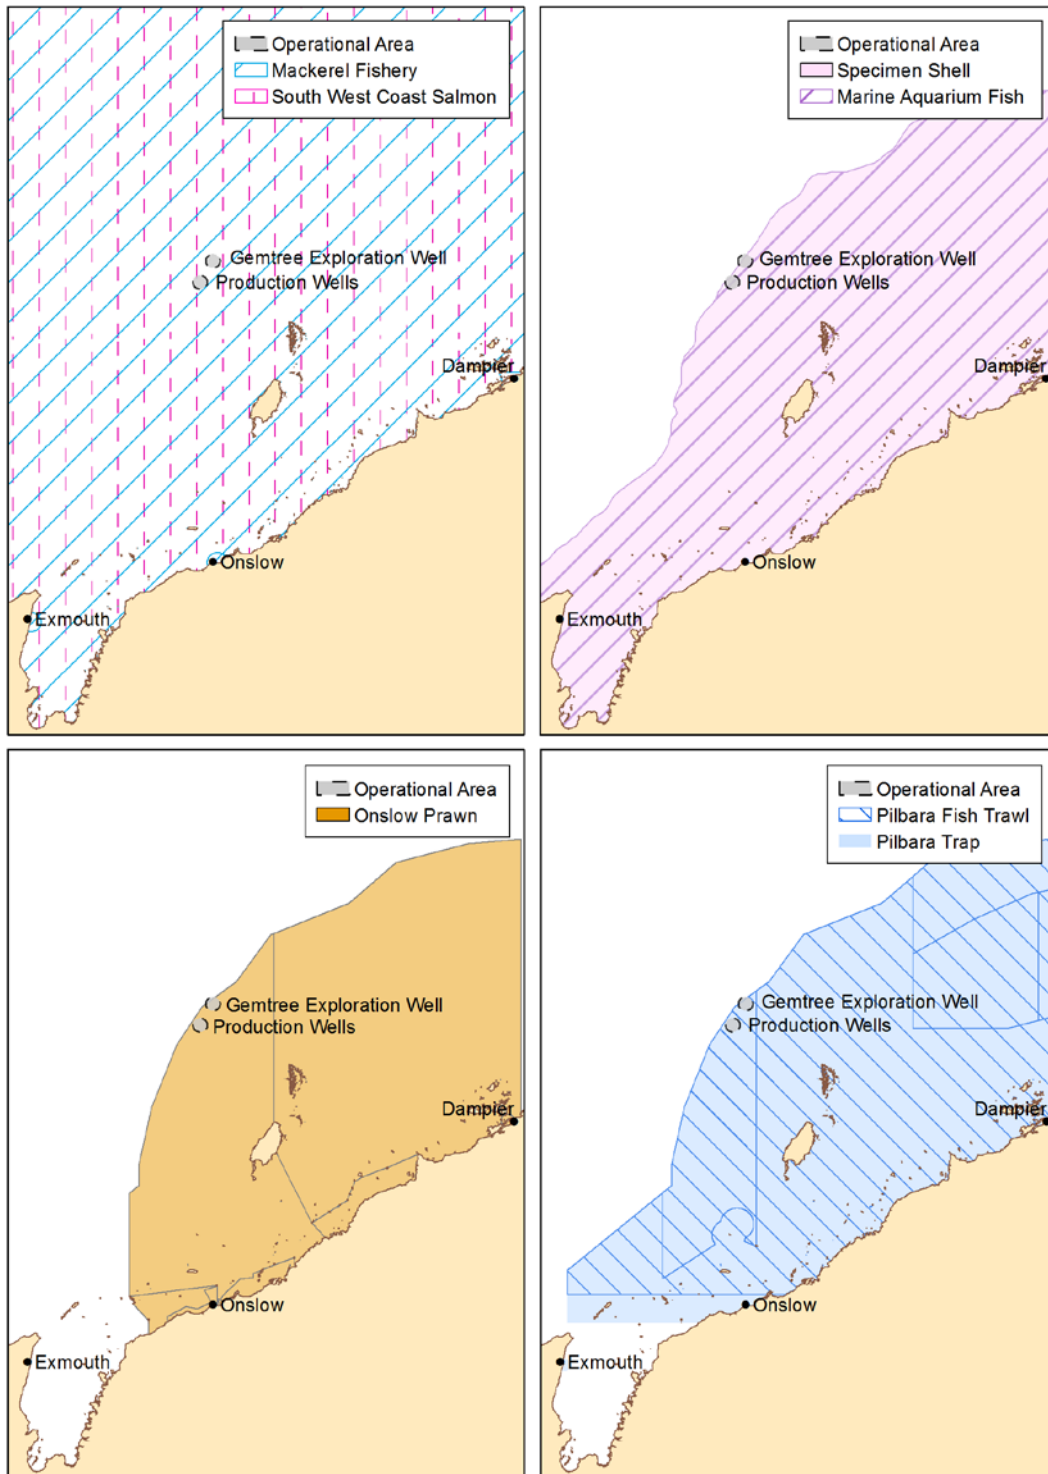 Operational Area
Mackerel Fishery
South West Coast Salmon
Gemtree Exploration Well
Production Wells
Dampier
Onslow
Exmouth
Operational Area
Specimen Shell
Marine Aquarium Fish
Gemtree Exploration Well
Production Wells
Dampier
Onslow
Exmouth
Operational Area
Onslow Prawn
Gemtree Exploration Well
Production Wells
Dampier
Onslow
Exmouth
Operational Area
Pilbara Fish Trawl
Pilbara Trap
Gemtree Exploration Well
Production Wells
Dampier
Onslow
Exmouth